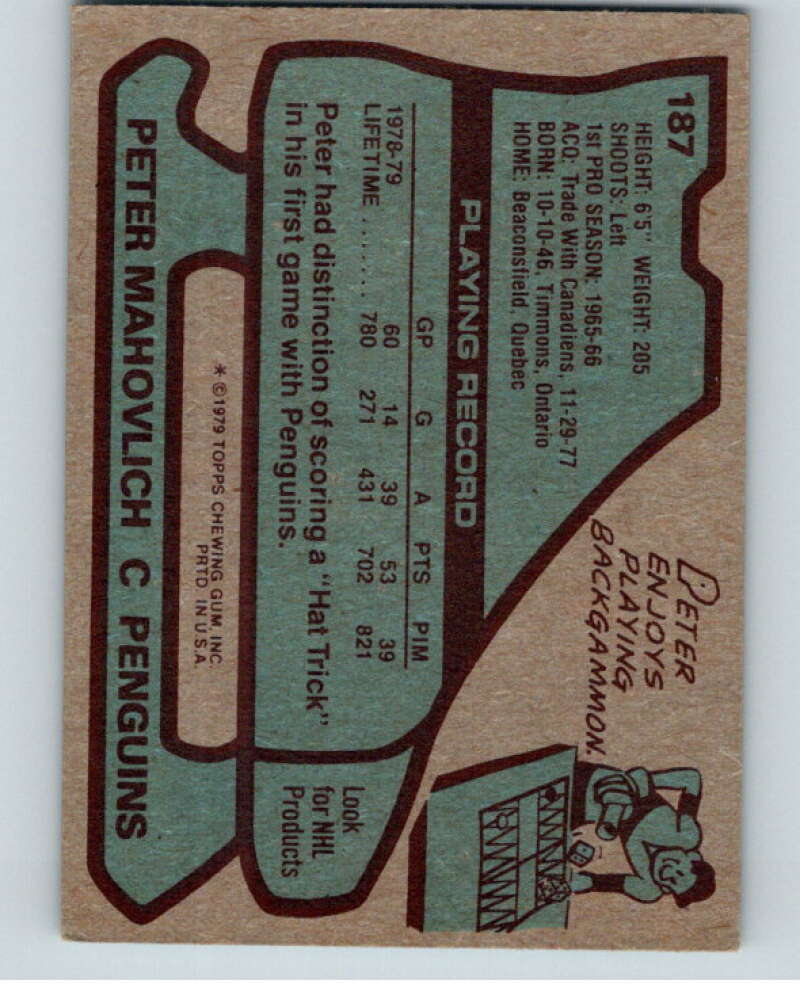 187
HEIGHT: 6'5" WEIGHT: 205
SHOOTS: Left
1st PRO SEASON: 1965-66
ACQ: Trade With Canadiens, 11-29-77
BORN: 10-10-46, Timmons, Ontario
HOME: Beaconsfield, Quebec
PETER
ENJOYS
PLAYING
BACKGAMMON.
PLAYING RECORD
GP G A PTS PIM
1978-79 60 14 39 53 39
LIFETIME ....... 780 271 431 702 821
Peter had distinction of scoring a "Hat Trick"
in his first game with Penguins.
Look
for NHL
Products
* ©1979 TOPPS CHEWING GUM, INC.
PRTD. IN U.S.A.
PETER MAHOVLICH C PENGUINS